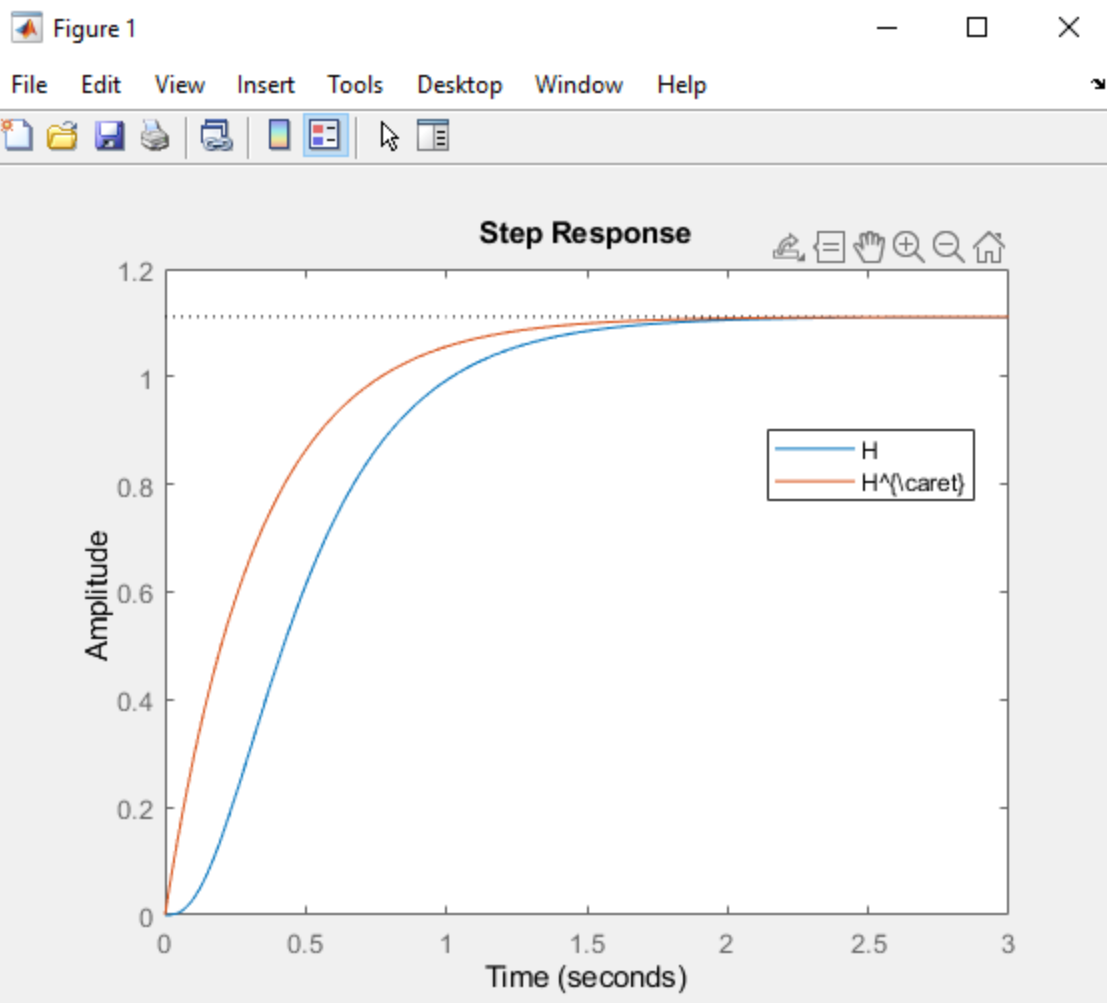 Figure 1
File Edit View Insert Tools Desktop Window Help
Step Response
1.2
1
0.8
0.6
0.4
0.2
0
Amplitude
H
H^{\caret}
0 0.5 1 1.5 2 2.5 3
Time (seconds)